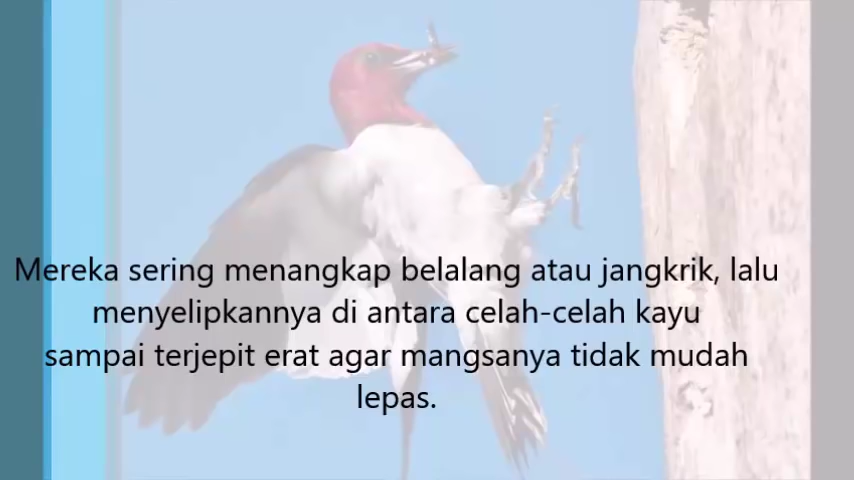 Mereka sering menangkap belalang atau jangkrik, lalu
menyelipkannya di antara celah-celah kayu
sampai terjepit erat agar mangsanya tidak mudah
lepas.